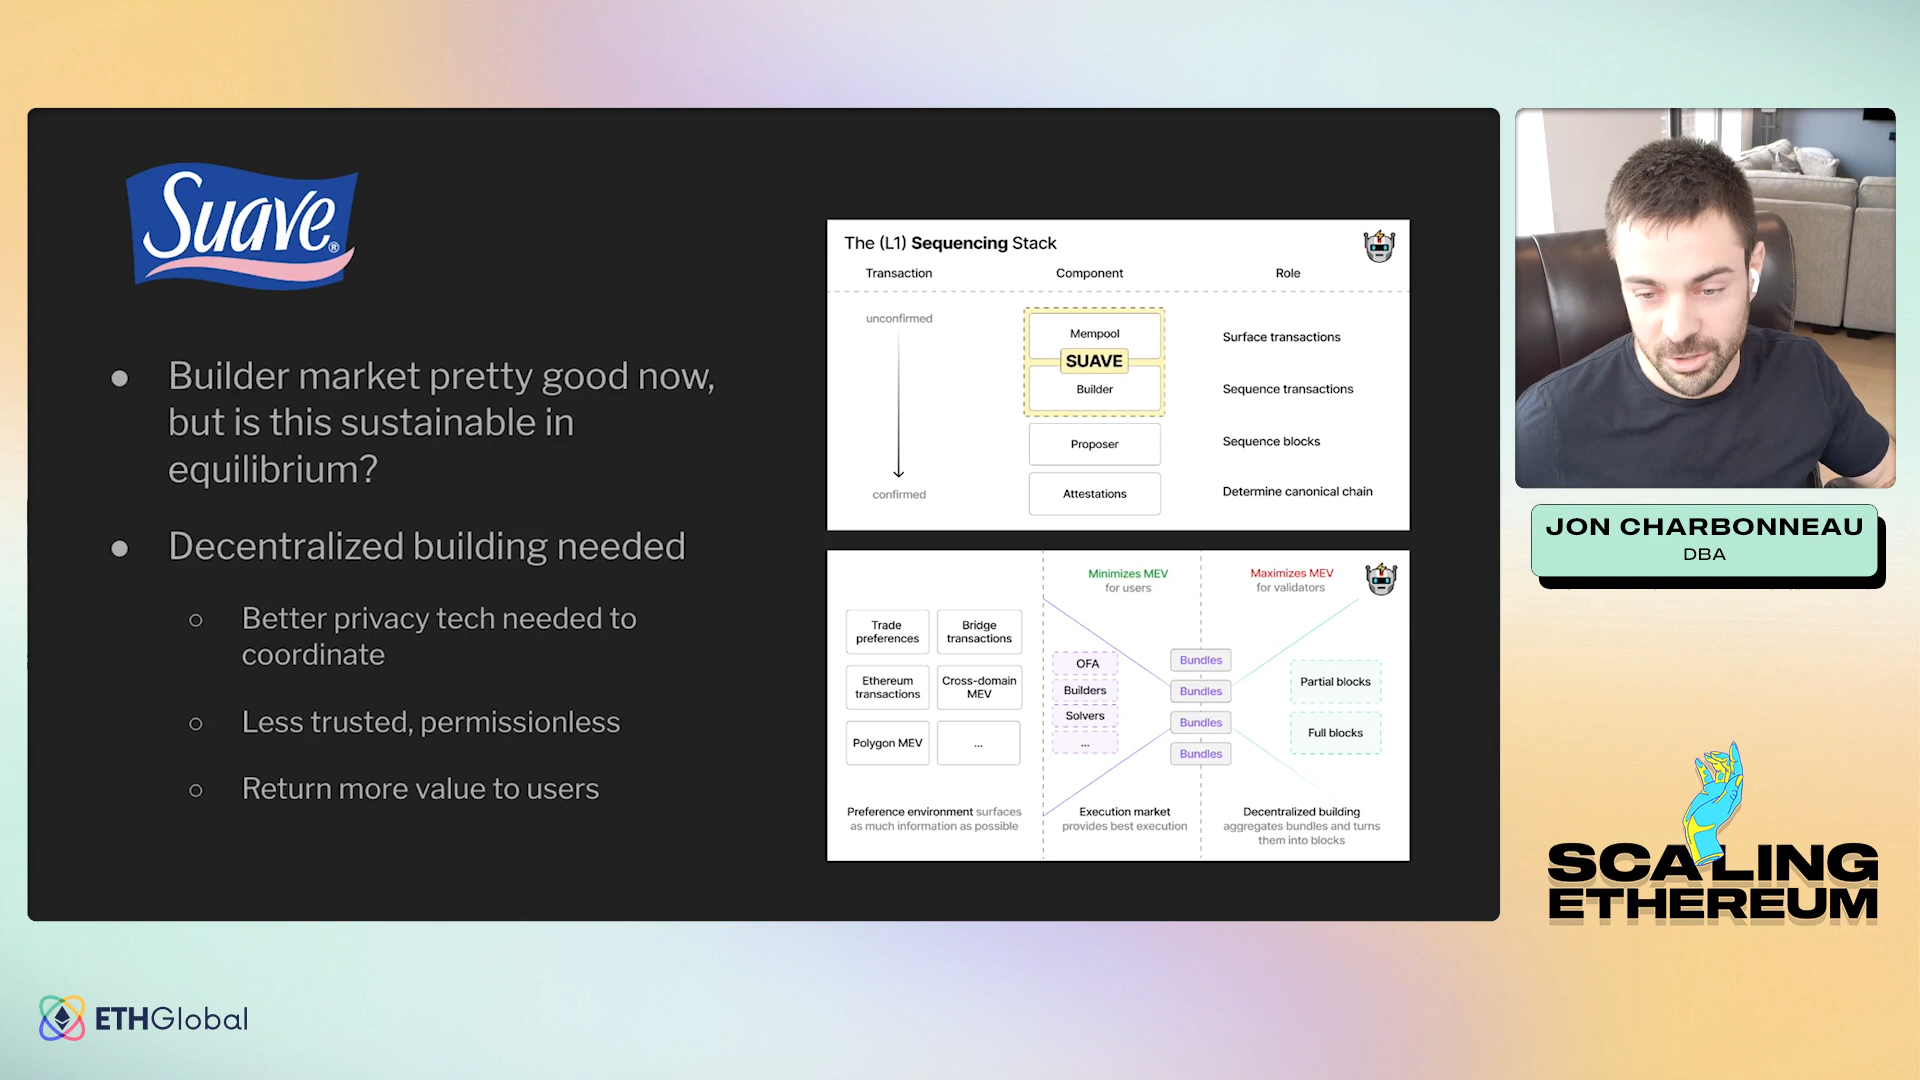 Suave®
● Builder market pretty good now,
but is this sustainable in
equilibrium?
● Decentralized building needed
○ Better privacy tech needed to
coordinate
○ Less trusted, permissionless
○ Return more value to users
The (L1) Sequencing Stack
Transaction Component Role
unconfirmed
confirmed
Mempool
SUAVE
Builder
Proposer
Attestations
Surface transactions
Sequence transactions
Sequence blocks
Determine canonical chain
Minimizes MEV
for users
Maximizes MEV
for validators
Trade
preferences
Bridge
transactions
Ethereum
transactions
Cross-domain
MEV
Polygon MEV
...
OFA
Builders
Solvers
...
Bundles
Bundles
Bundles
Bundles
Partial blocks
Full blocks
Preference environment surfaces
as much information as possible
Execution market
provides best execution
Decentralized building
aggregates bundles and turns
them into blocks
JON CHARBONNEAU
DBA
SCALING
ETHEREUM
ETHGlobal